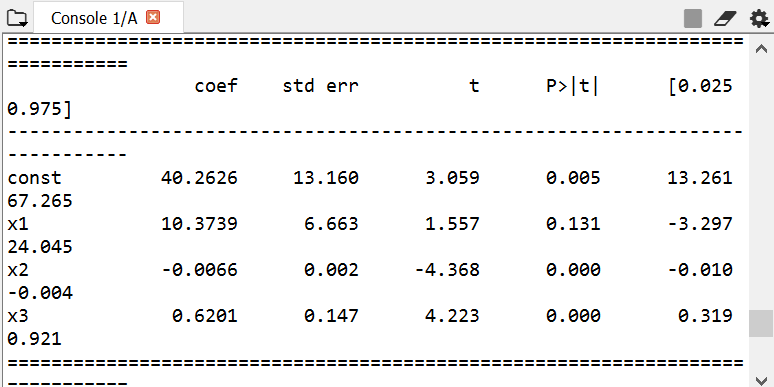 Console 1/A
==========================================================================
===========
                 coef    std err          t      P>|t|      [0.025
0.975]
--------------------------------------------------------------------------
-----------
const         40.2626     13.160      3.059      0.005      13.261
67.265
x1            10.3739      6.663      1.557      0.131      -3.297
24.045
x2            -0.0066      0.002     -4.368      0.000      -0.010
-0.004
x3             0.6201      0.147      4.223      0.000       0.319
0.921
==========================================================================
===========